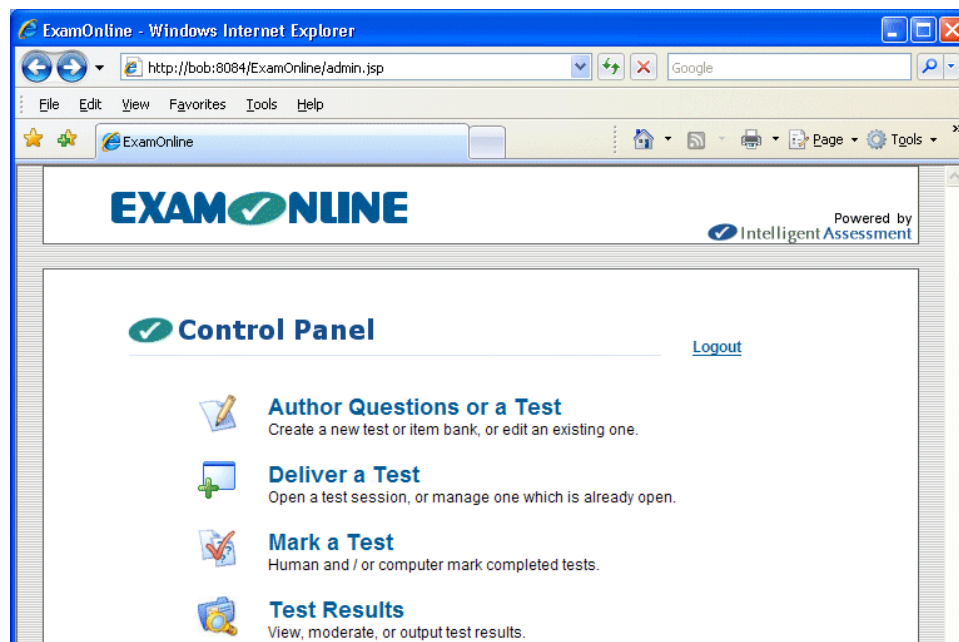 ExamOnline - Windows Internet Explorer
http://bob:8084/ExamOnline/admin.jsp
Google
File Edit View Favorites Tools Help
ExamOnline
Page Tools »
EXAMONLINE
Powered by
Intelligent Assessment
Control Panel
Logout
Author Questions or a Test
Create a new test or item bank, or edit an existing one.
Deliver a Test
Open a test session, or manage one which is already open.
Mark a Test
Human and / or computer mark completed tests.
Test Results
View, moderate, or output test results.